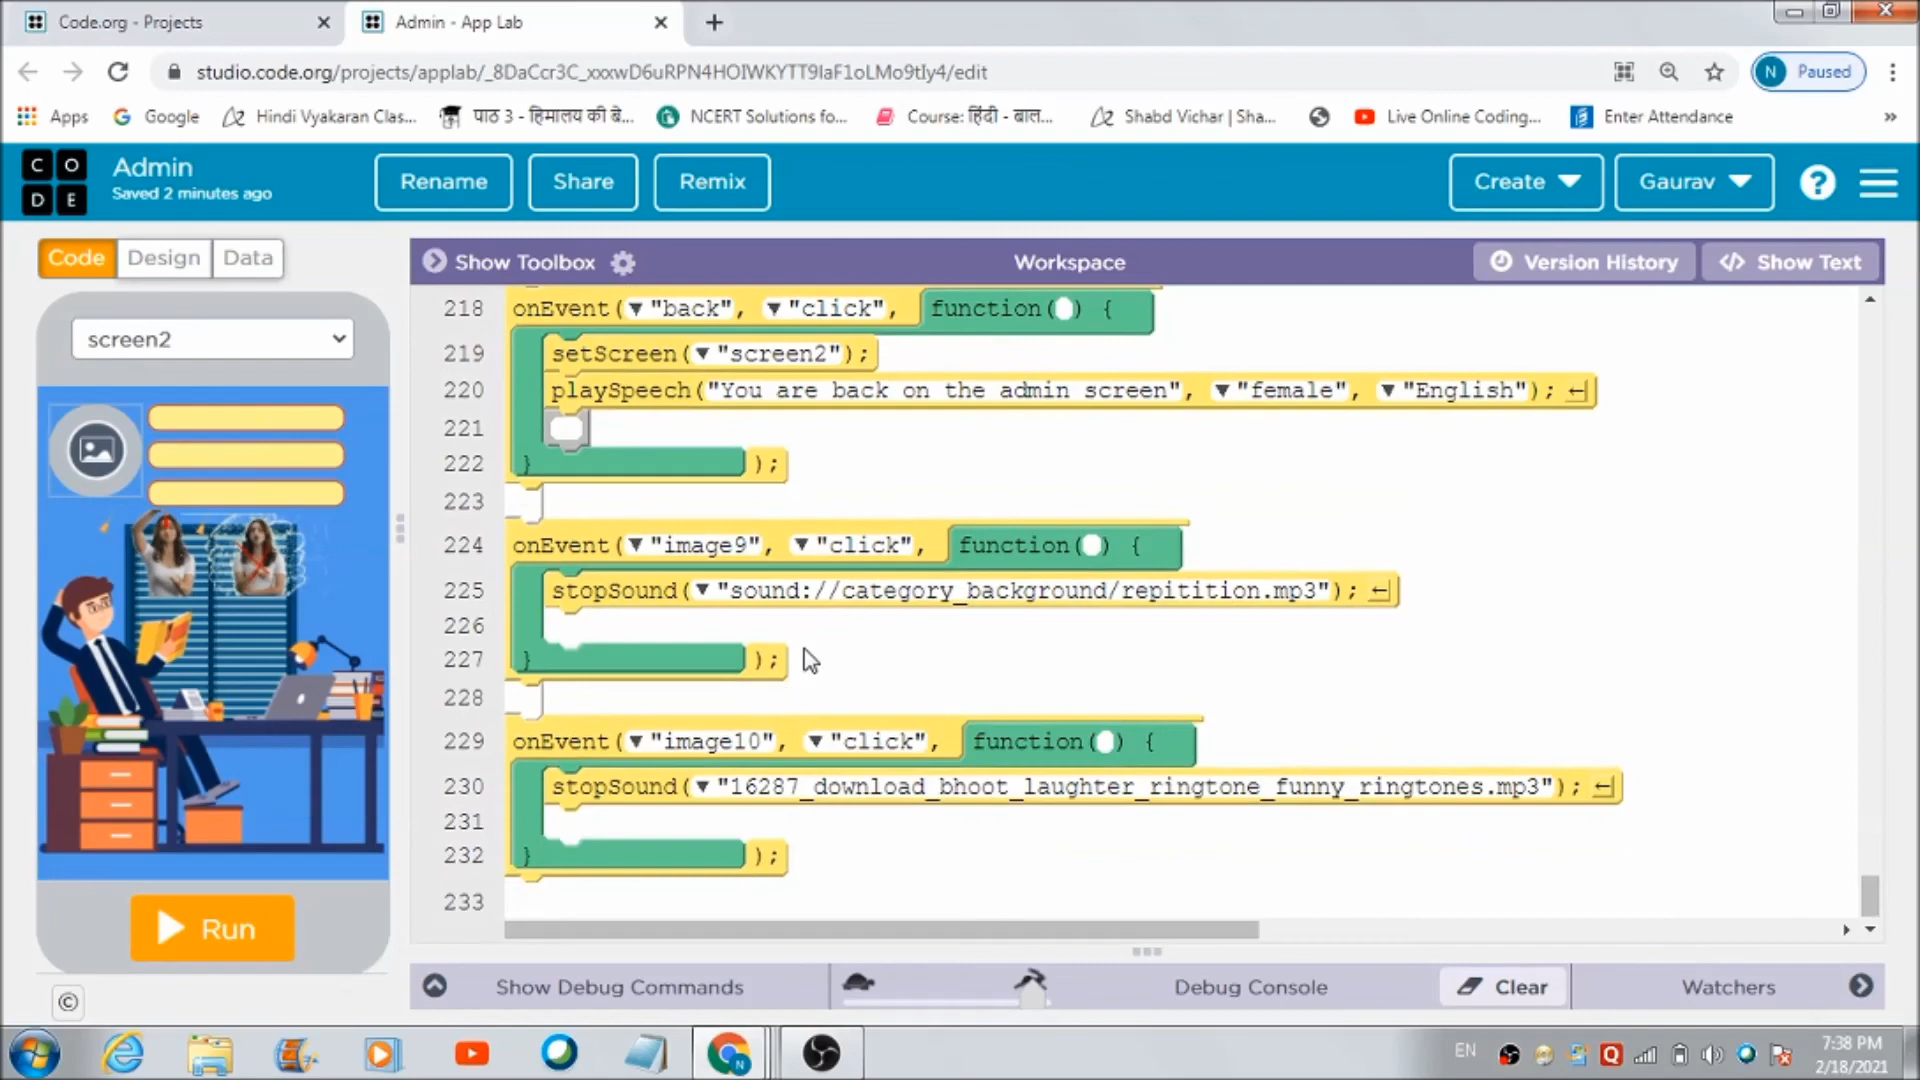 Code.org - Projects
Admin - App Lab
studio.code.org/projects/applab/_8DaCcr3C_xxxwD6uRPN4HOIWKYTT9IaF1oLMo9tIy4/edit
N Paused
Apps
Google
Hindi Vyakaran Clas...
पाठ 3 - हिमालय की बे...
NCERT Solutions fo...
Course: हिंदी - बाल...
Shabd Vichar | Sha...
Live Online Coding...
Enter Attendance
»
C O D E
Admin
Saved 2 minutes ago
Rename
Share
Remix
Create
Gaurav
?
Code
Design
Data
Show Toolbox
Workspace
Version History
</> Show Text
screen2
218 onEvent( "back", "click", function( ) {
219 setScreen( "screen2");
220 playSpeech("You are back on the admin screen", "female", "English");
221
222 } );
223
224 onEvent( "image9", "click", function( ) {
225 stopSound( "sound://category_background/repitition.mp3");
226
227 } );
228
229 onEvent( "image10", "click", function( ) {
230 stopSound( "16287_download_bhoot_laughter_ringtone_funny_ringtones.mp3");
231
232 } );
233
Run
©
Show Debug Commands
Debug Console
Clear
Watchers
EN
7:38 PM
2/18/2021